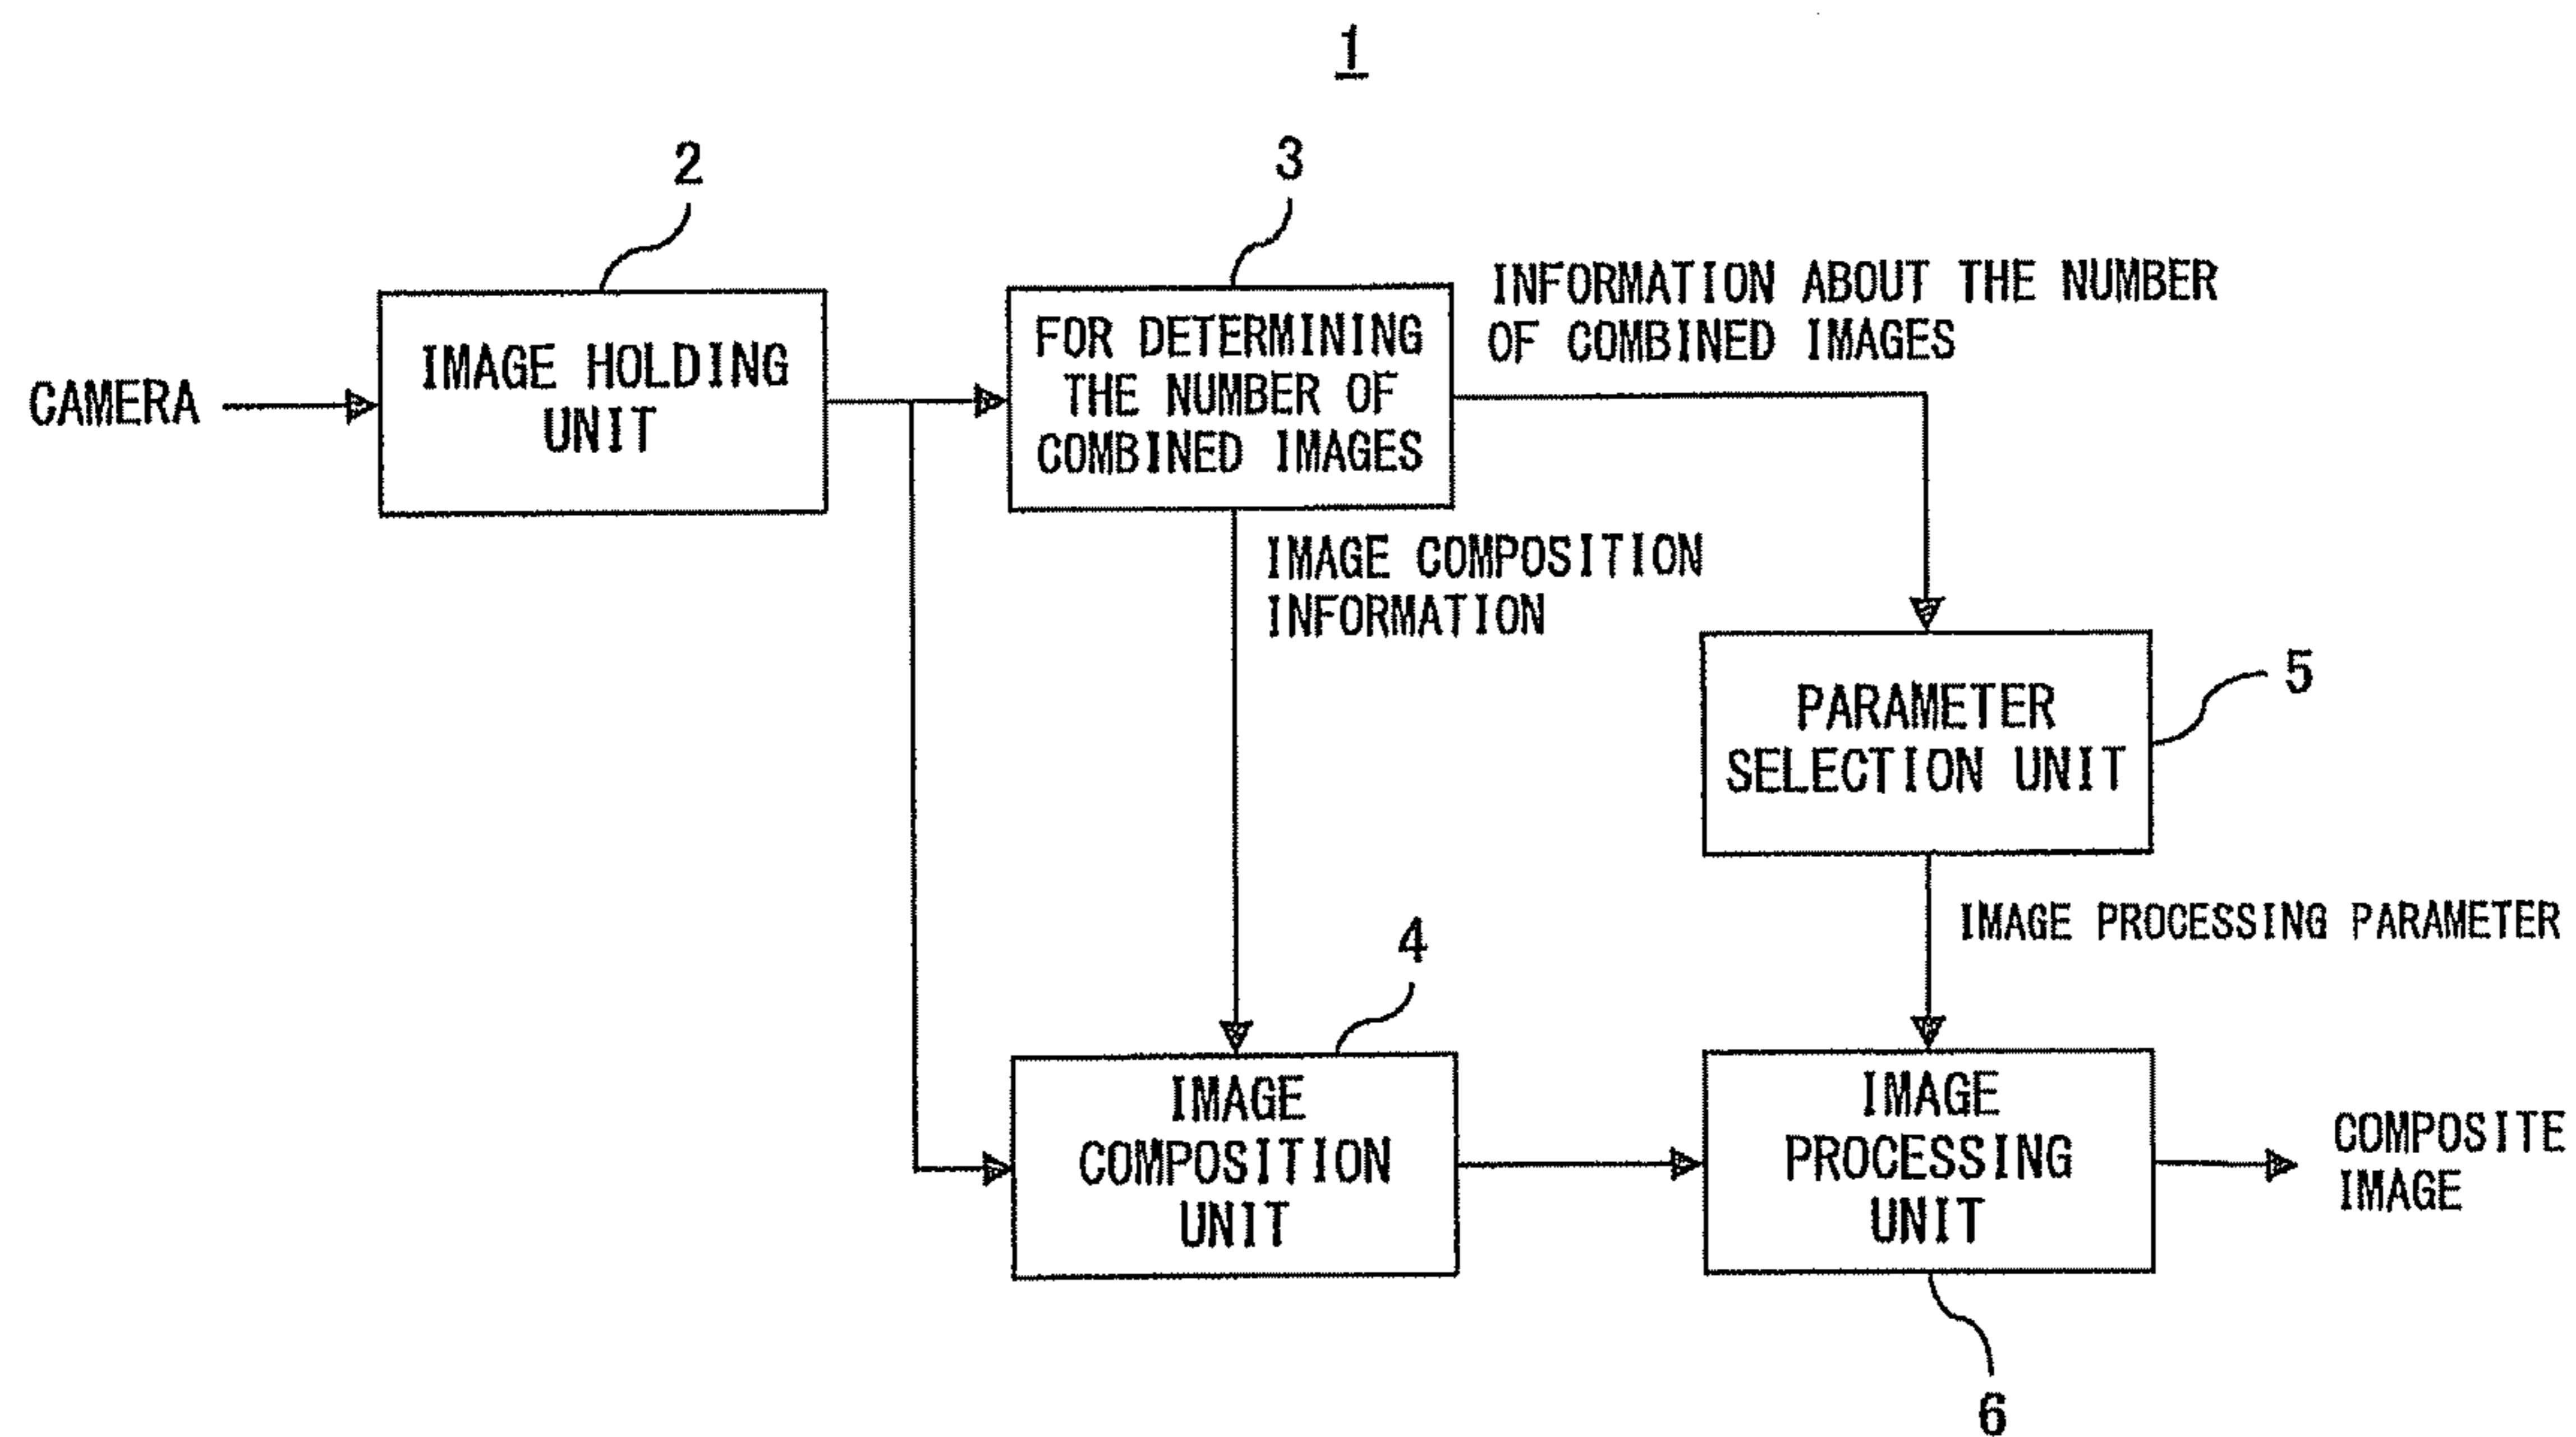 1
2
3
CAMERA
IMAGE HOLDING
UNIT
FOR DETERMINING
THE NUMBER OF
COMBINED IMAGES
INFORMATION ABOUT THE NUMBER
OF COMBINED IMAGES
IMAGE COMPOSITION
INFORMATION
PARAMETER
SELECTION UNIT
5
IMAGE PROCESSING PARAMETER
4
IMAGE
COMPOSITION
UNIT
IMAGE
PROCESSING
UNIT
COMPOSITE
IMAGE
6